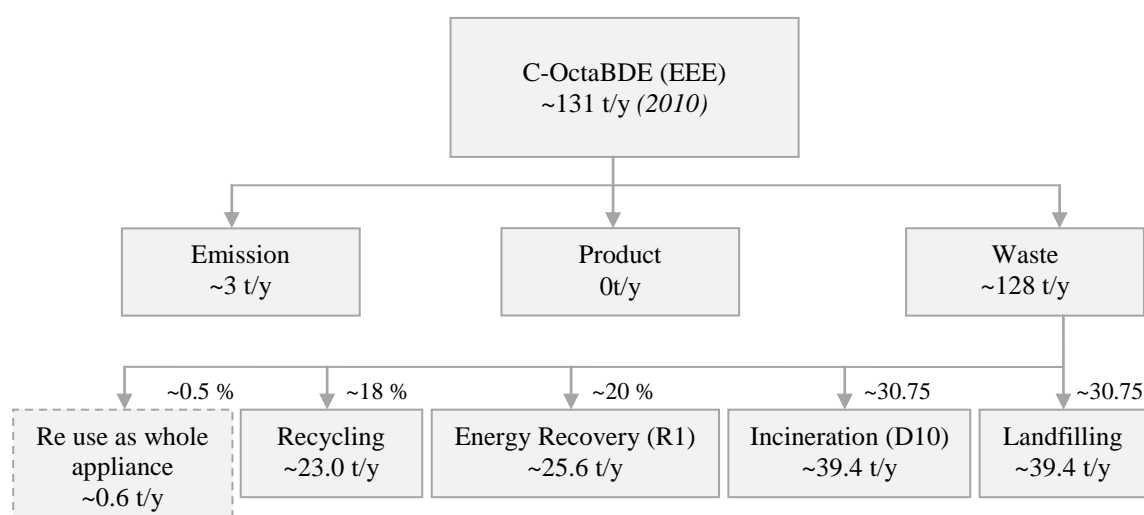 C-OctaBDE (EEE)
~131 t/y (2010)
Emission
~3 t/y
Product
0t/y
Waste
~128 t/y
~0.5 %
~18 %
~20 %
~30.75
~30.75
Re use as whole
appliance
~0.6 t/y
Recycling
~23.0 t/y
Energy Recovery (R1)
~25.6 t/y
Incineration (D10)
~39.4 t/y
Landfilling
~39.4 t/y